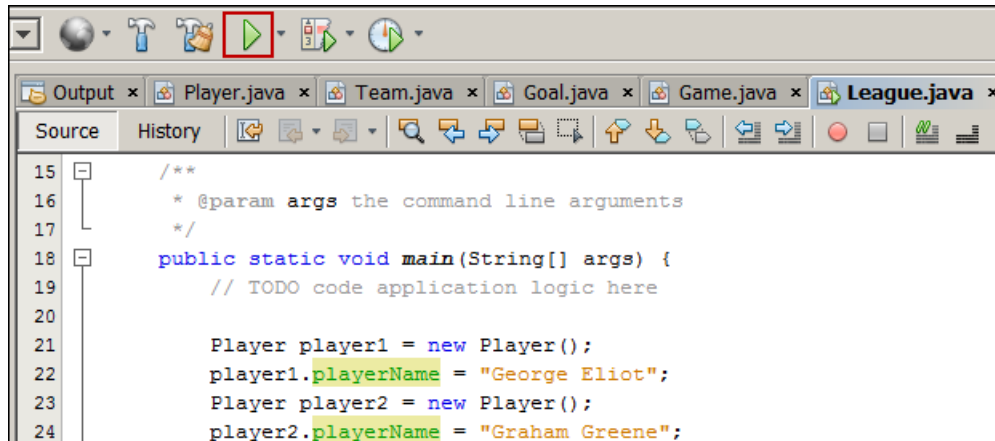 Output × Player.java × Team.java × Goal.java × Game.java × League.java ×
Source History
15 /**
16 * @param args the command line arguments
17 */
18 public static void main(String[] args) {
19 // TODO code application logic here
20
21 Player player1 = new Player();
22 player1.playerName = "George Eliot";
23 Player player2 = new Player();
24 player2.playerName = "Graham Greene";